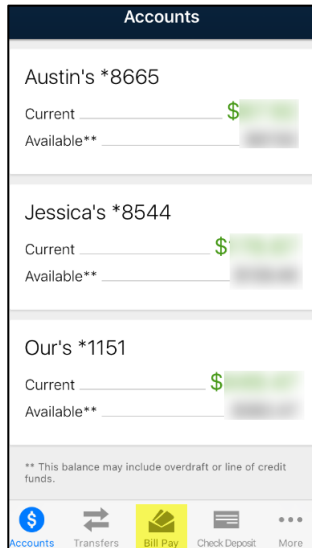 Accounts
Austin's *8665
Current $
Available**
Jessica's *8544
Current $
Available**
Our's *1151
Current $
Available**
** This balance may include overdraft or line of credit
funds.
Accounts Transfers Bill Pay Check Deposit More